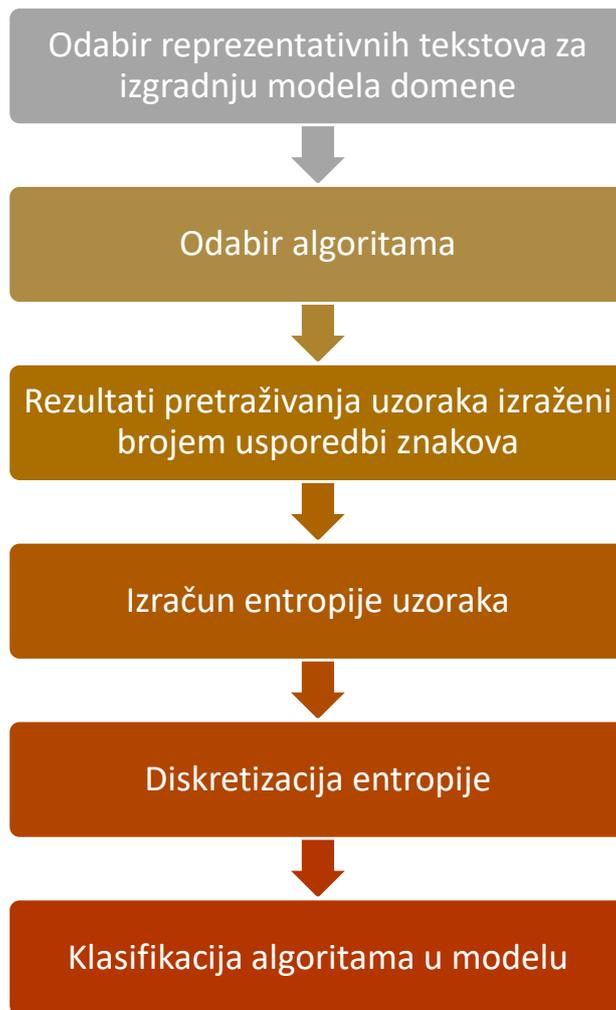 Odabir reprezentativnih tekstova za
izgradnju modela domene
Odabir algoritama
Rezultati pretraživanja uzoraka izraženi
brojem usporedbi znakova
Izračun entropije uzoraka
Diskretizacija entropije
Klasifikacija algoritama u modelu